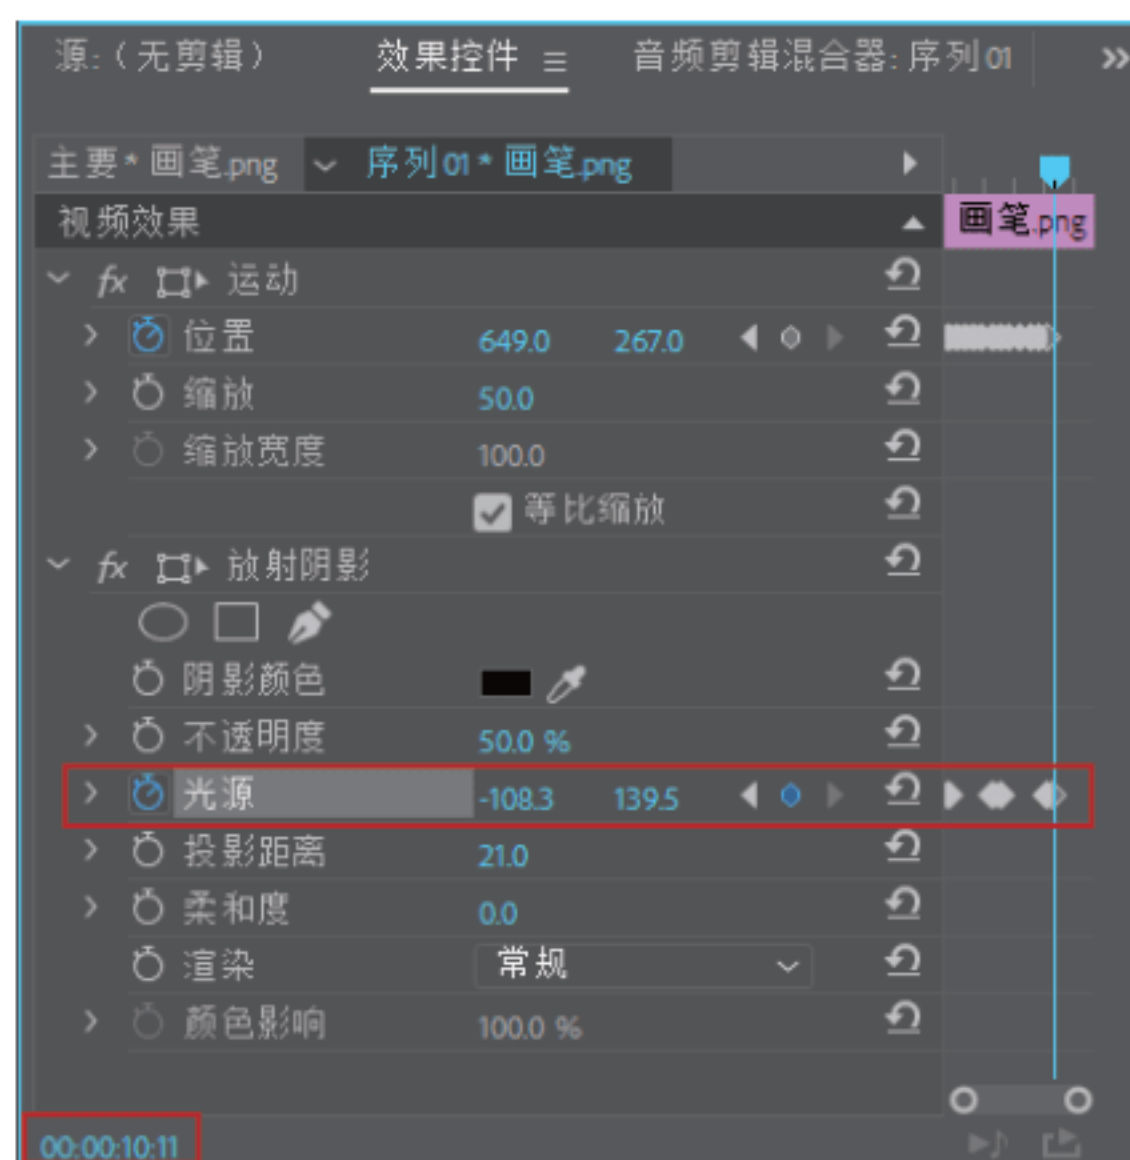 源:（无剪辑） 效果控件 ≡ 音频剪辑混合器: 序列 01 »
主要 * 画笔.png 序列 01 * 画笔.png
视频效果 画笔.png
fx 运动
位置 649.0 267.0
缩放 50.0
缩放宽度 100.0
等比缩放
fx 放射阴影
阴影颜色
不透明度 50.0 %
光源 -108.3 139.5
投影距离 21.0
柔和度 0.0
渲染 常规
颜色影响 100.0 %
00:00:10:11